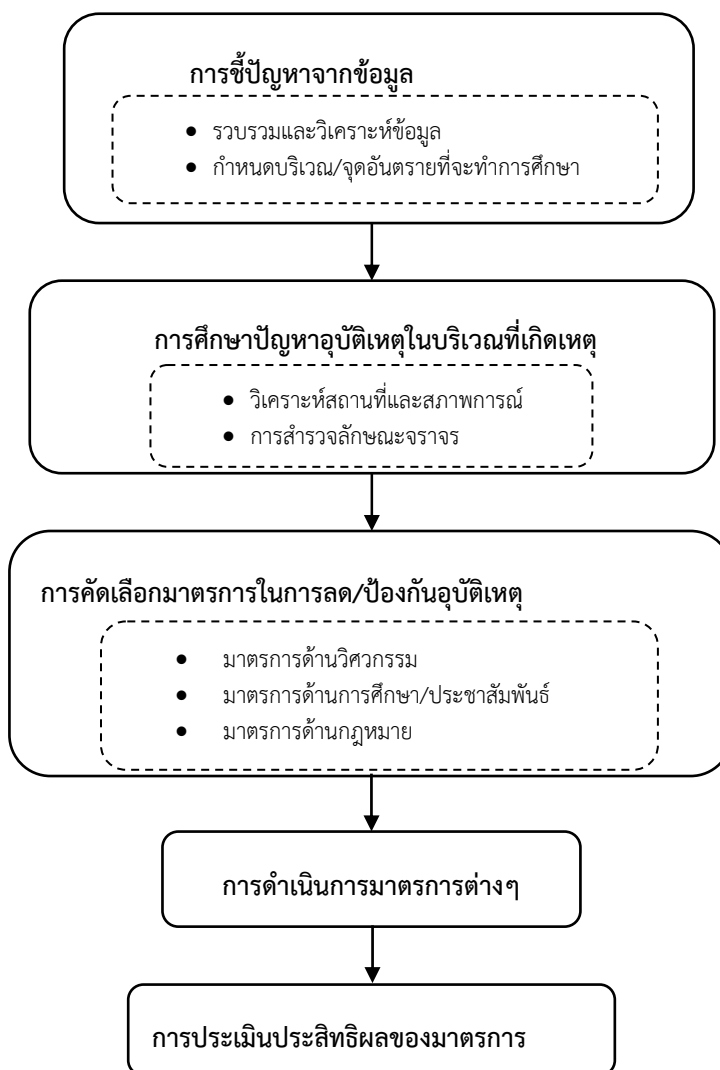 การชี้ปัญหาจากข้อมูล
● รวบรวมและวิเคราะห์ข้อมูล
● กำหนดบริเวณ/จุดอันตรายที่จะทำการศึกษา
การศึกษาปัญหาอุบัติเหตุในบริเวณที่เกิดเหตุ
● วิเคราะห์สถานที่และสภาพการณ์
● การสำรวจลักษณะจราจร
การคัดเลือกมาตรการในการลด/ป้องกันอุบัติเหตุ
● มาตรการด้านวิศวกรรม
● มาตรการด้านการศึกษา/ประชาสัมพันธ์
● มาตรการด้านกฎหมาย
การดำเนินการมาตรการต่างๆ
การประเมินประสิทธิผลของมาตรการ